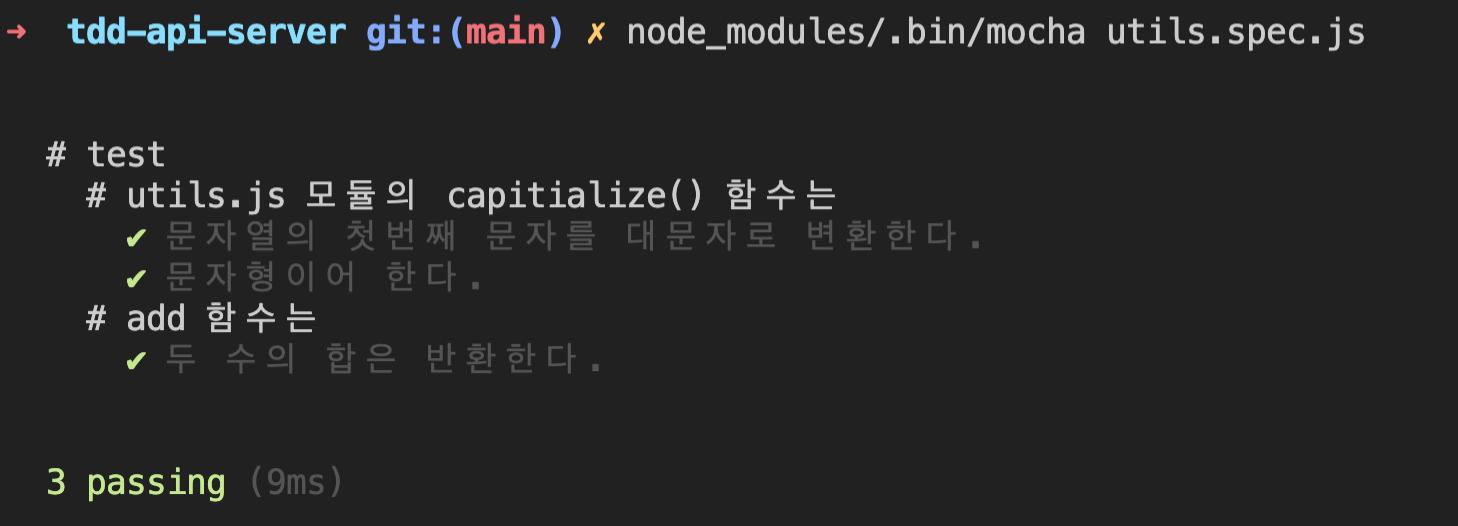 → tdd-api-server git:(main) ✗ node_modules/.bin/mocha utils.spec.js
# test
# utils.js 모듈의 capitialize() 함수는
✔ 문자열의 첫번째 문자를 대문자로 변환한다.
✔ 문자형이어 한다.
# add 함수는
✔ 두 수의 합은 반환한다.
3 passing (9ms)